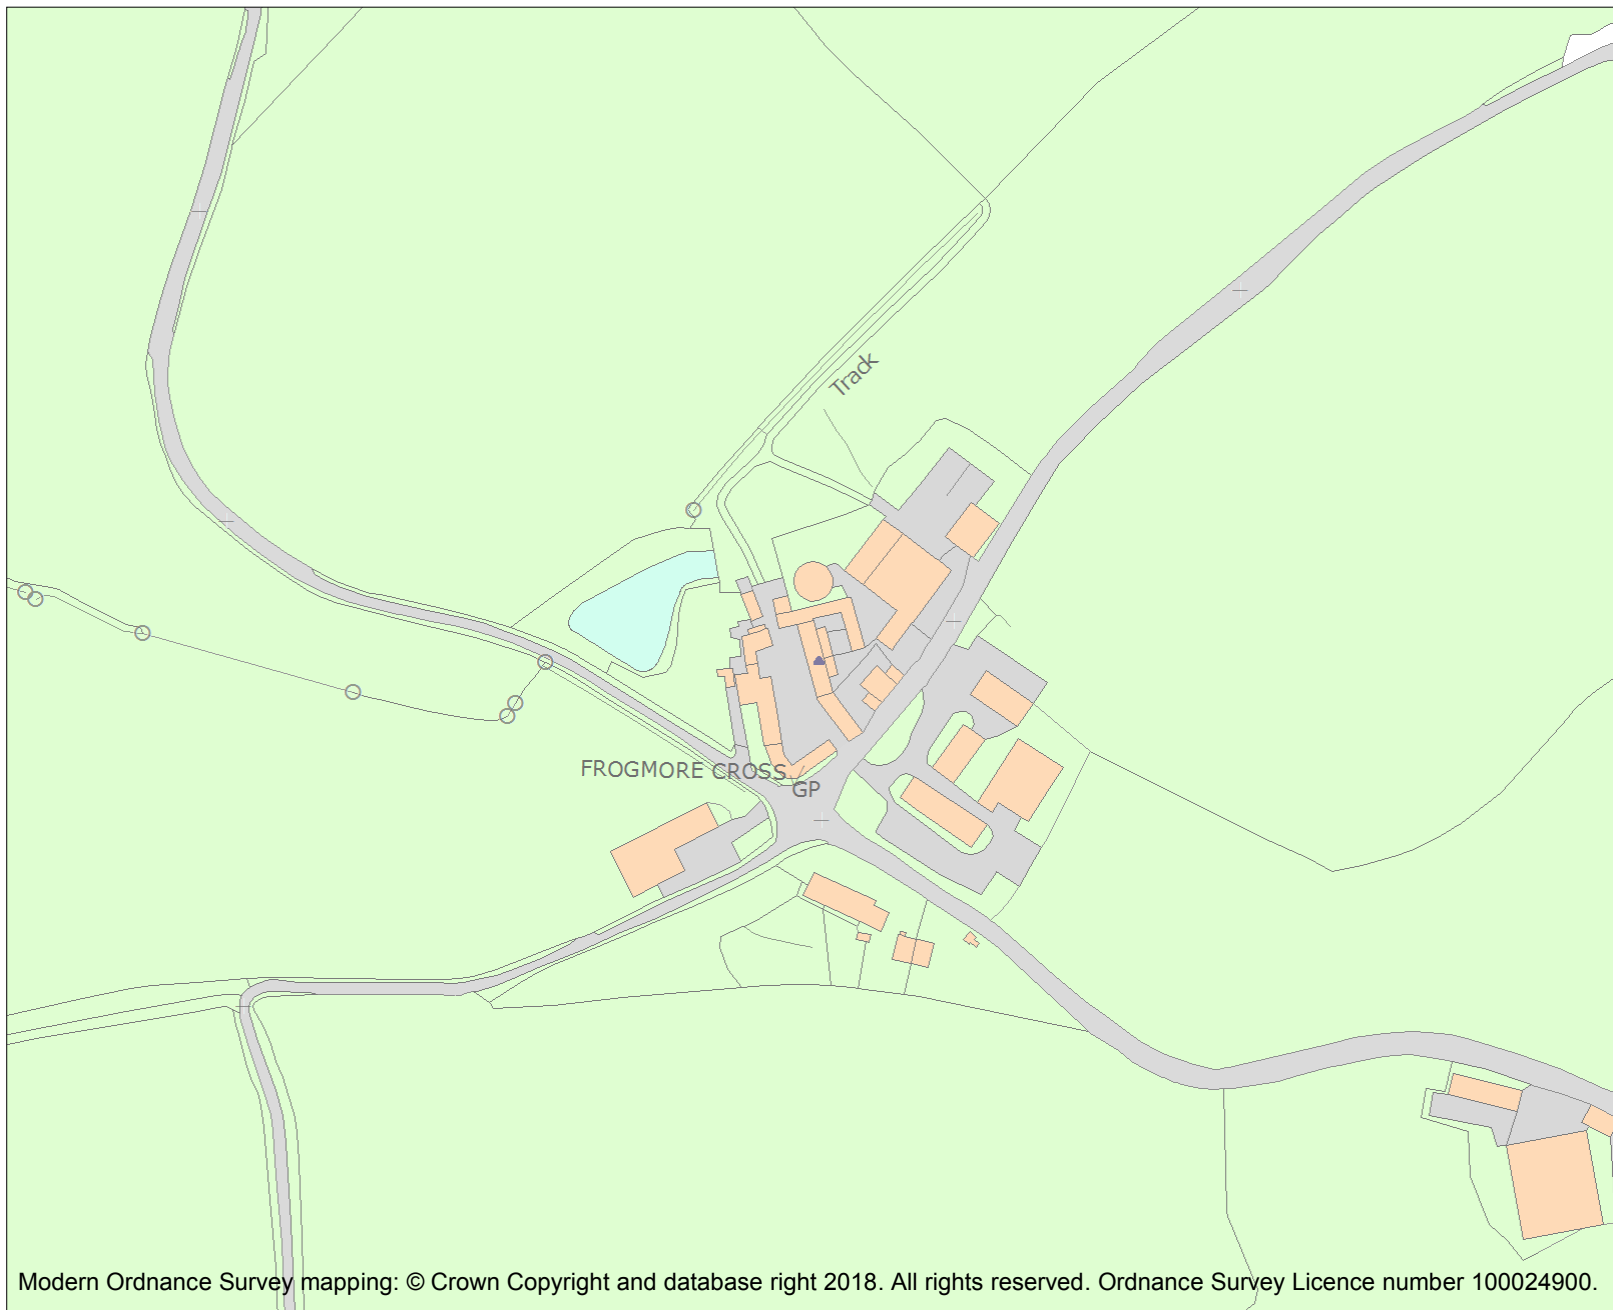 Track
FROGMORE CROSS
GP
Modern Ordnance Survey mapping: © Crown Copyright and database right 2018. All rights reserved. Ordnance Survey Licence number 100024900.